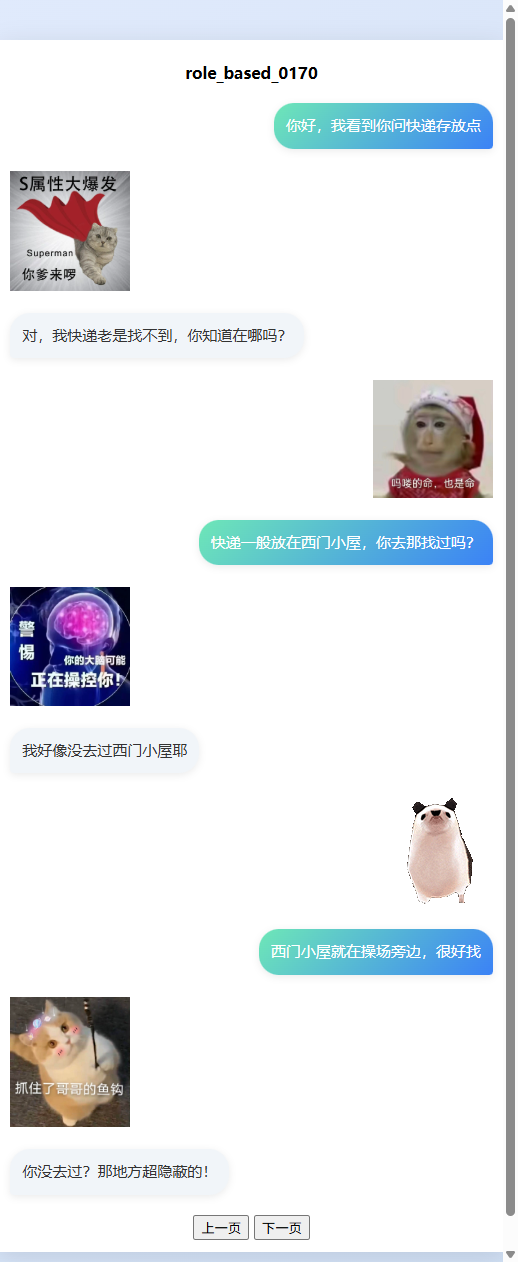 role_based_0170
你好，我看到你问快递存放点
S属性大爆发
Superman
你爹来啰
对，我快递老是找不到，你知道在哪吗？
吗喽的命，也是命
快递一般放在西门小屋，你去那找过吗？
警
惕
你的大脑可能
正在操控你！
我好像没去过西门小屋耶
西门小屋就在操场旁边，很好找
抓住了哥哥的鱼钩
你没去过？那地方超隐蔽的！
上一页 下一页